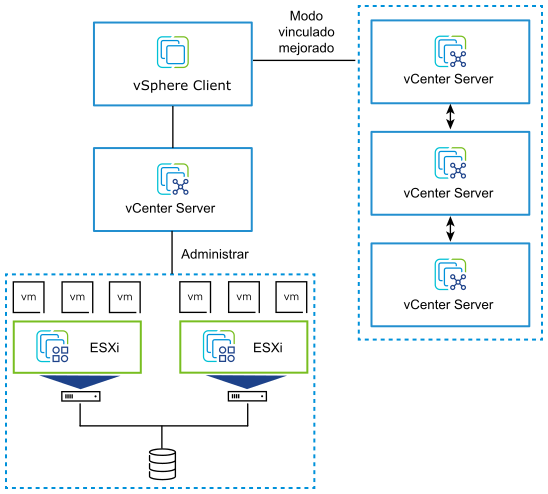 Modo
vinculado
mejorado
vSphere Client
vCenter Server
vCenter Server
vCenter Server
vCenter Server
Administrar
vm vm vm vm vm vm
ESXi ESXi